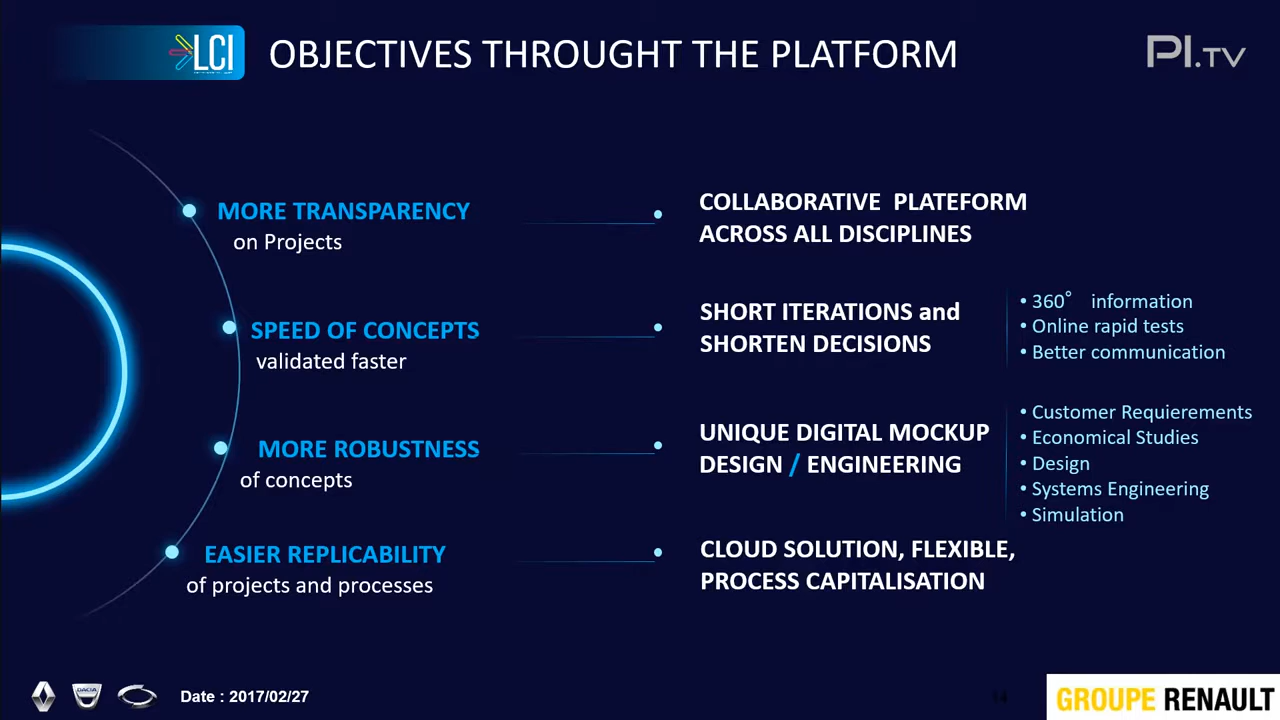 LCI
OBJECTIVES THROUGHT THE PLATFORM
PI.TV
MORE TRANSPARENCY
on Projects
COLLABORATIVE PLATEFORM
ACROSS ALL DISCIPLINES
SPEED OF CONCEPTS
validated faster
SHORT ITERATIONS and
SHORTEN DECISIONS
• 360° information
• Online rapid tests
• Better communication
MORE ROBUSTNESS
of concepts
UNIQUE DIGITAL MOCKUP
DESIGN / ENGINEERING
• Customer Requierements
• Economical Studies
• Design
• Systems Engineering
• Simulation
EASIER REPLICABILITY
of projects and processes
CLOUD SOLUTION, FLEXIBLE,
PROCESS CAPITALISATION
DACIA
Date : 2017/02/27
14
GROUPE RENAULT